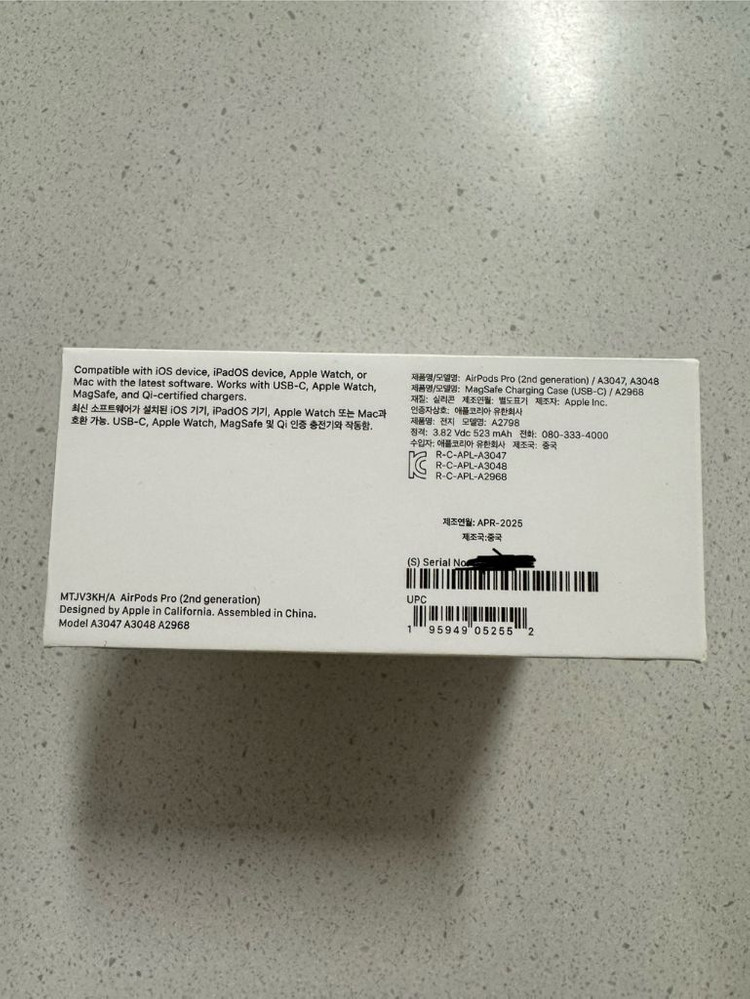 Compatible with iOS device, iPadOS device, Apple Watch, or
Mac with the latest software. Works with USB-C, Apple Watch,
MagSafe, and Qi-certified chargers.
최신 소프트웨어가 설치된 iOS 기기, iPadOS 기기, Apple Watch 또는 Mac과
호환 가능. USB-C, Apple Watch, MagSafe 및 Qi 인증 충전기와 작동함.
MTJV3KH/A AirPods Pro (2nd generation)
Designed by Apple in California. Assembled in China.
Model A3047 A3048 A2968
제품명/모델명: AirPods Pro (2nd generation) / A3047, A3048
제품명/모델명: MagSafe Charging Case (USB-C) / A2968
재질: 실리콘 제조연월: 별도표기 제조자: Apple Inc.
인증자상호: 애플코리아 유한회사
제품명: 전지 모델명: A2798
정격: 3.82 Vdc 523 mAh 전화: 080-333-4000
수입자: 애플코리아 유한회사 제조국: 중국
R-C-APL-A3047
R-C-APL-A3048
R-C-APL-A2968
제조연월: APR-2025
제조국:중국
(S) Serial No
UPC
1 95949 05255 2